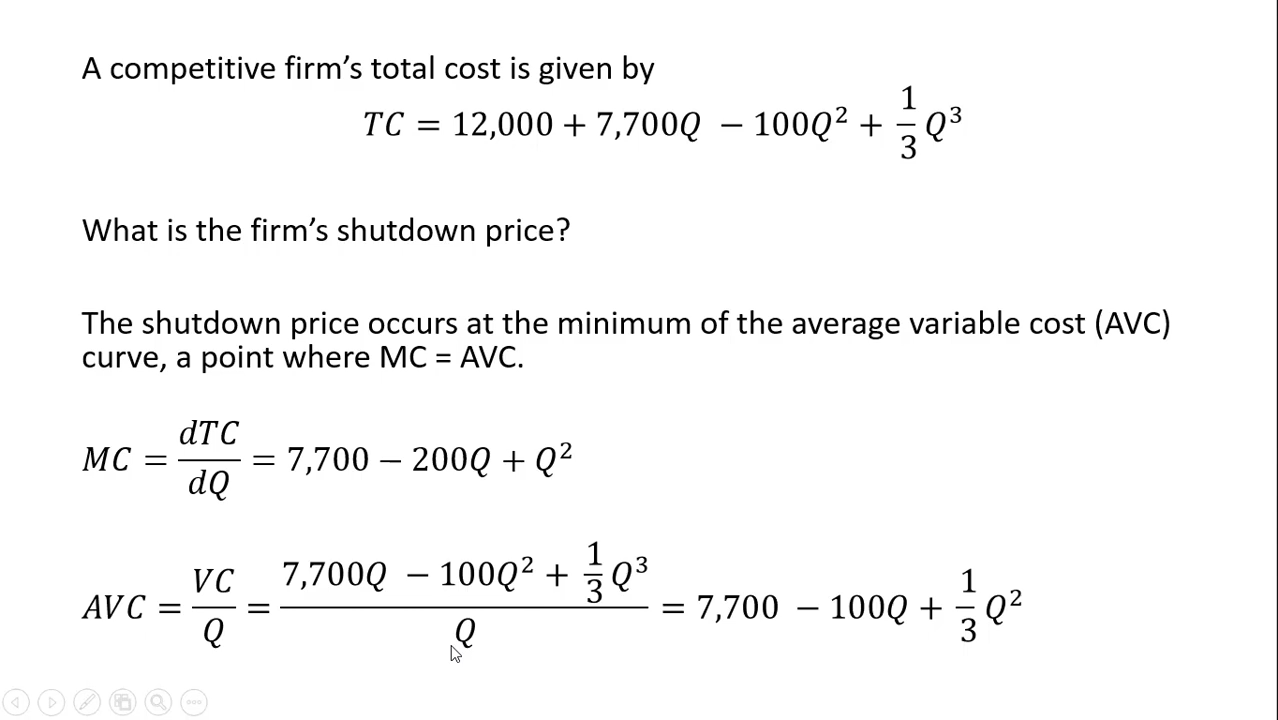 A competitive firm's total cost is given by
TC = 12,000 + 7,700Q − 100Q² + 1/3 Q³
What is the firm's shutdown price?
The shutdown price occurs at the minimum of the average variable cost (AVC)
curve, a point where MC = AVC.
MC = dTC/dQ = 7,700 − 200Q + Q²
AVC = VC/Q = (7,700Q − 100Q² + 1/3 Q³)/Q = 7,700 − 100Q + 1/3 Q²